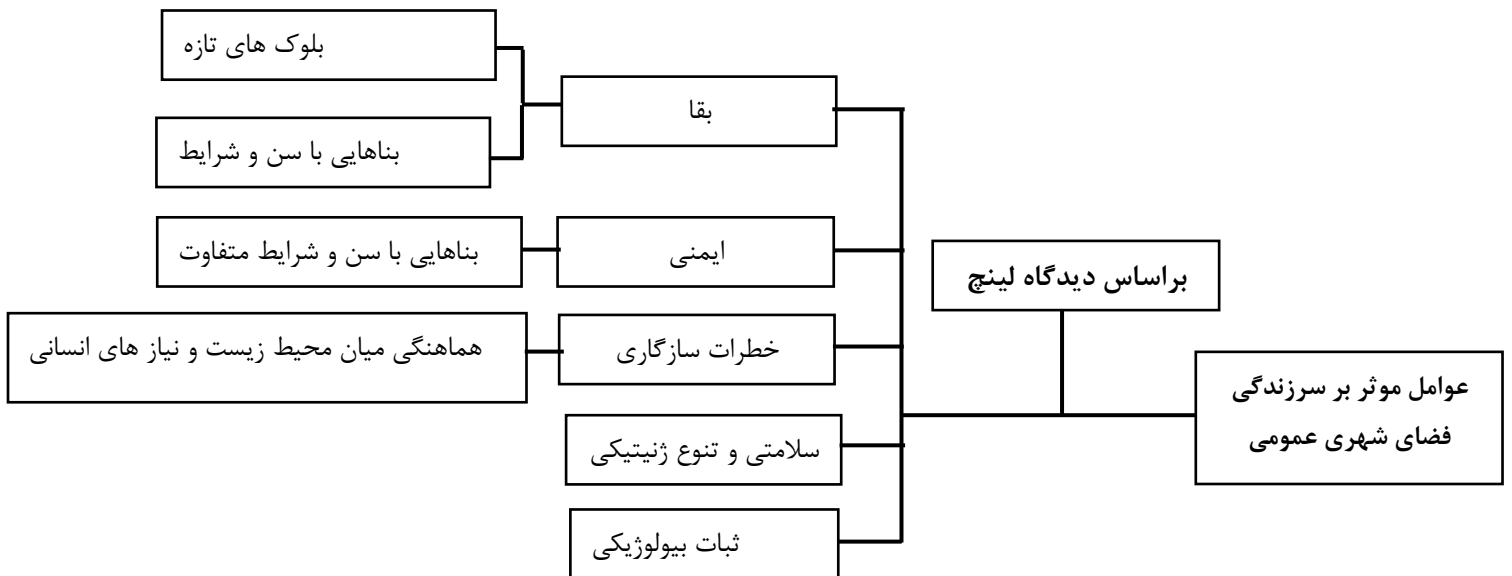 عوامل موثر بر سرزندگی
فضای شهری عمومی
براساس دیدگاه لینچ
بقا
بلوک های تازه
بناهایی با سن و شرایط
ایمنی
بناهایی با سن و شرایط متفاوت
خطرات سازگاری
هماهنگی میان محیط زیست و نیاز های انسانی
سلامتی و تنوع ژنیتیکی
ثبات بیولوژیکی